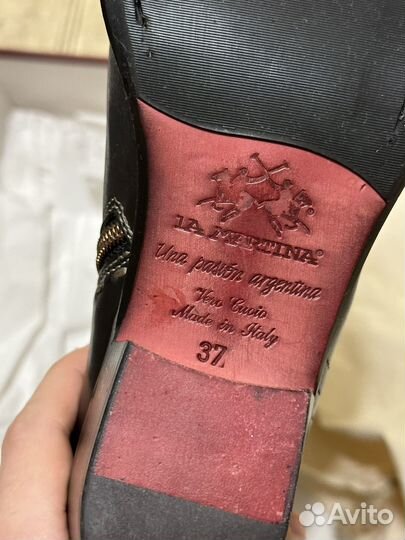 LA MARTINA®
Una pasión argentina
Vero Cuoio
Made in Italy
37
Avito